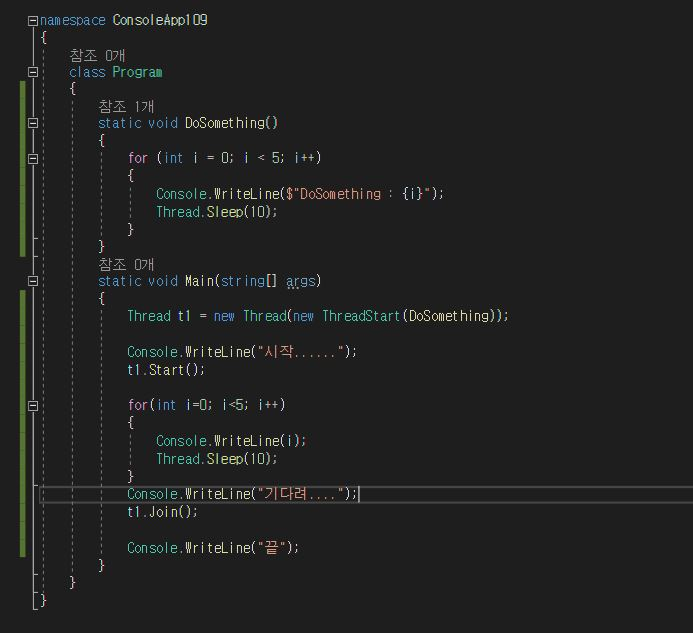 namespace ConsoleApp109
{
참조 0개
class Program
{
참조 1개
static void DoSomething()
{
for (int i = 0; i < 5; i++)
{
Console.WriteLine($"DoSomething : {i}");
Thread.Sleep(10);
}
}
참조 0개
static void Main(string[] args)
{
Thread t1 = new Thread(new ThreadStart(DoSomething));
Console.WriteLine("시작......");
t1.Start();
for(int i=0; i<5; i++)
{
Console.WriteLine(i);
Thread.Sleep(10);
}
Console.WriteLine("기다려....");
t1.Join();
Console.WriteLine("끝");
}
}
}